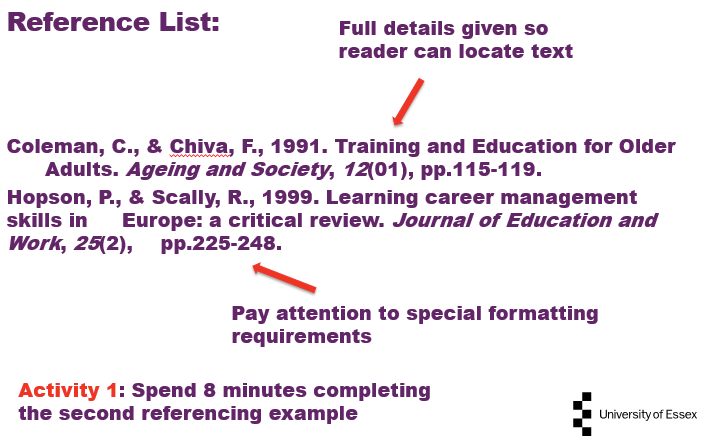 Reference List:
Full details given so
reader can locate text
Coleman, C., & Chiva, F., 1991. Training and Education for Older
Adults. Ageing and Society, 12(01), pp.115-119.
Hopson, P., & Scally, R., 1999. Learning career management
skills in Europe: a critical review. Journal of Education and
Work, 25(2), pp.225-248.
Pay attention to special formatting
requirements
Activity 1: Spend 8 minutes completing
the second referencing example
University of Essex